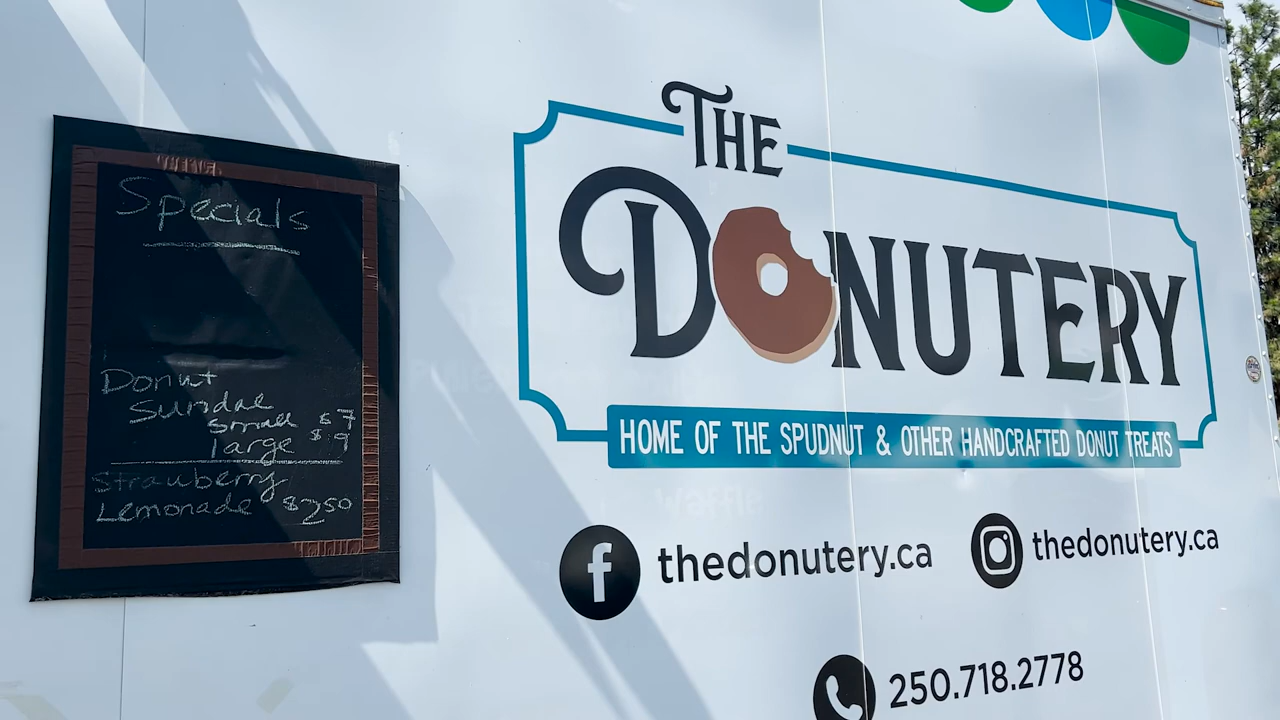 Specials
Donut
Sundae
small $7
large $9
Strawberry
Lemonade $2.50
THE
DONUTERY
HOME OF THE SPUDNUT & OTHER HANDCRAFTED DONUT TREATS
waffle
thedonutery.ca
thedonutery.ca
250.718.2778